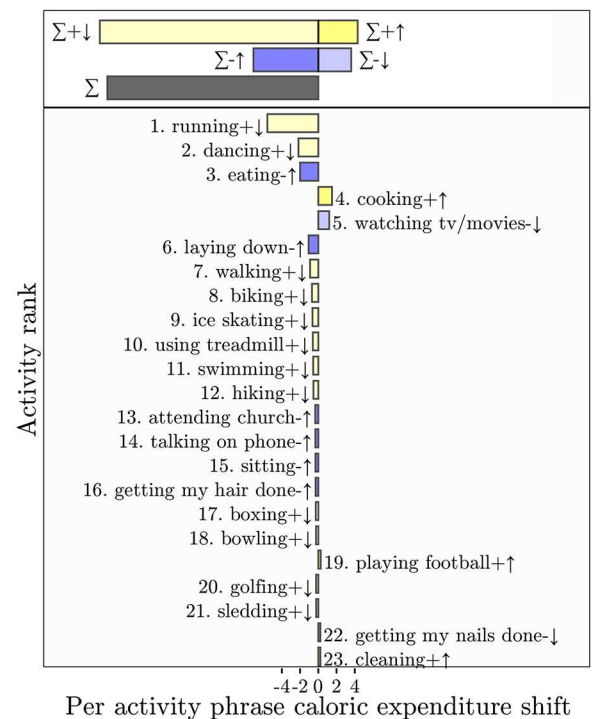 Σ+↓ Σ+↑
Σ-↑ Σ-↓
Σ
1. running+↓
2. dancing+↓
3. eating-↑
4. cooking+↑
5. watching tv/movies-↓
6. laying down-↑
7. walking+↓
8. biking+↓
9. ice skating+↓
10. using treadmill+↓
11. swimming+↓
12. hiking+↓
13. attending church-↑
14. talking on phone-↑
15. sitting-↑
16. getting my hair done-↑
17. boxing+↓
18. bowling+↓
19. playing football+↑
20. golfing+↓
21. sledding+↓
22. getting my nails done-↓
23. cleaning+↑
Activity rank
-4 -2 0 2 4
Per activity phrase caloric expenditure shift